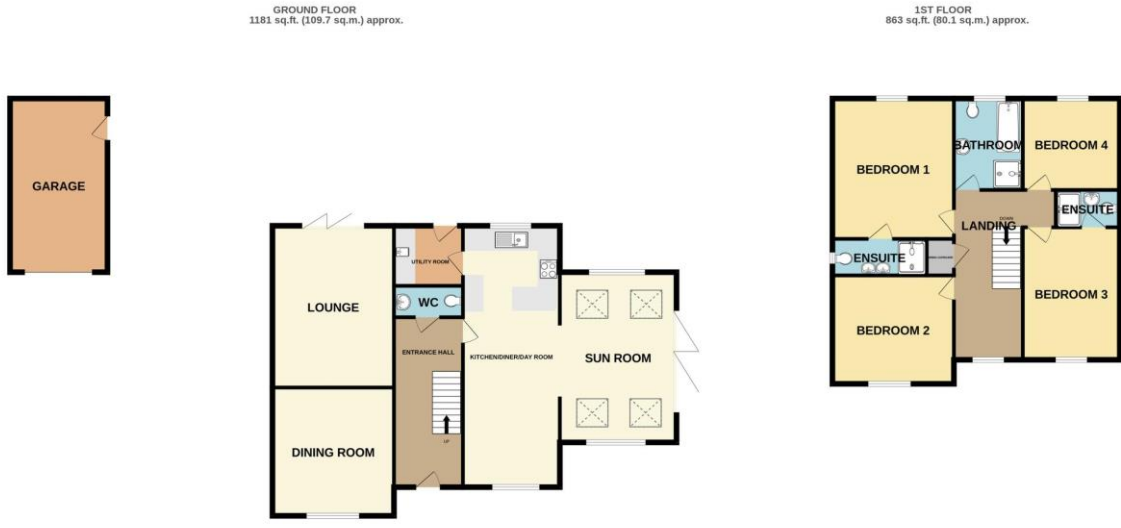 GROUND FLOOR
1181 sq.ft. (109.7 sq.m.) approx.
1ST FLOOR
863 sq.ft. (80.1 sq.m.) approx.
GARAGE
LOUNGE
UTILITY ROOM
WC
ENTRANCE HALL
KITCHEN/DINER/DAY ROOM
SUN ROOM
DINING ROOM
UP
BEDROOM 1
BATHROOM
BEDROOM 4
ENSUITE
DOWN
LANDING
ENSUITE
BEDROOM 2
BEDROOM 3